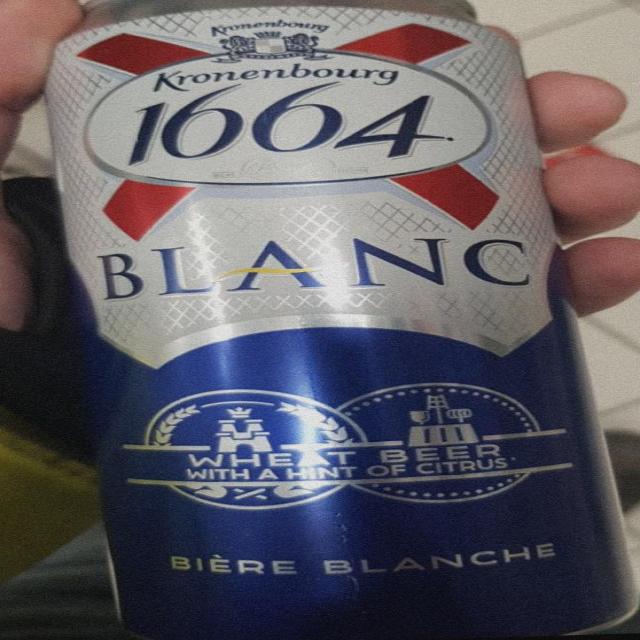 Kronenbourg
Kronenbourg
1664
BLANC
WHEAT BEER
WITH A HINT OF CITRUS
BIÈRE BLANCHE